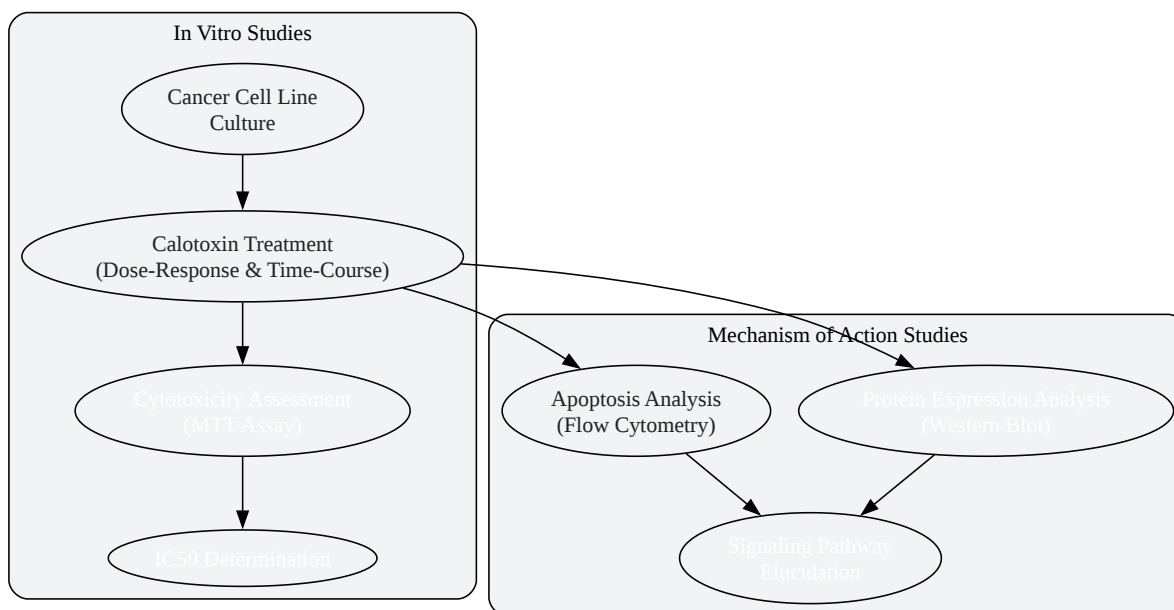 In Vitro Studies
Cancer Cell Line
Culture
Calotoxin Treatment
(Dose-Response & Time-Course)
Cytotoxicity Assessment
(MTT Assay)
IC50 Determination
Mechanism of Action Studies
Apoptosis Analysis
(Flow Cytometry)
Protein Expression Analysis
(Western Blot)
Signaling Pathway
Elucidation